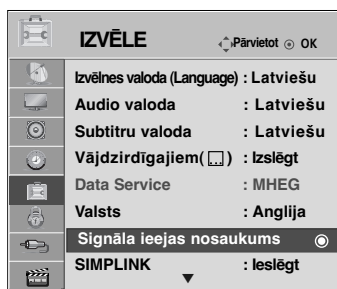 IZVĒLE Pārvietot OK
Izvēlnes valoda (Language) : Latviešu
Audio valoda : Latviešu
Subtitru valoda : Latviešu
Vājdzirdīgajiem( ) : Izslēgt
Data Service : MHEG
Valsts : Anglija
Signāla ieejas nosaukums
SIMPLINK : Ieslēgt